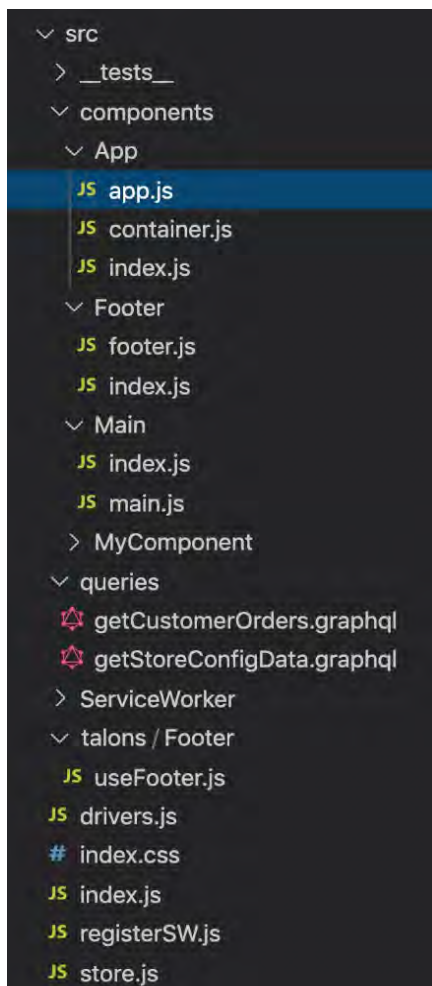 src
__tests__
components
App
JS app.js
JS container.js
JS index.js
Footer
JS footer.js
JS index.js
Main
JS index.js
JS main.js
MyComponent
queries
getCustomerOrders.graphql
getStoreConfigData.graphql
ServiceWorker
talons / Footer
JS useFooter.js
JS drivers.js
# index.css
JS index.js
JS registerSW.js
JS store.js